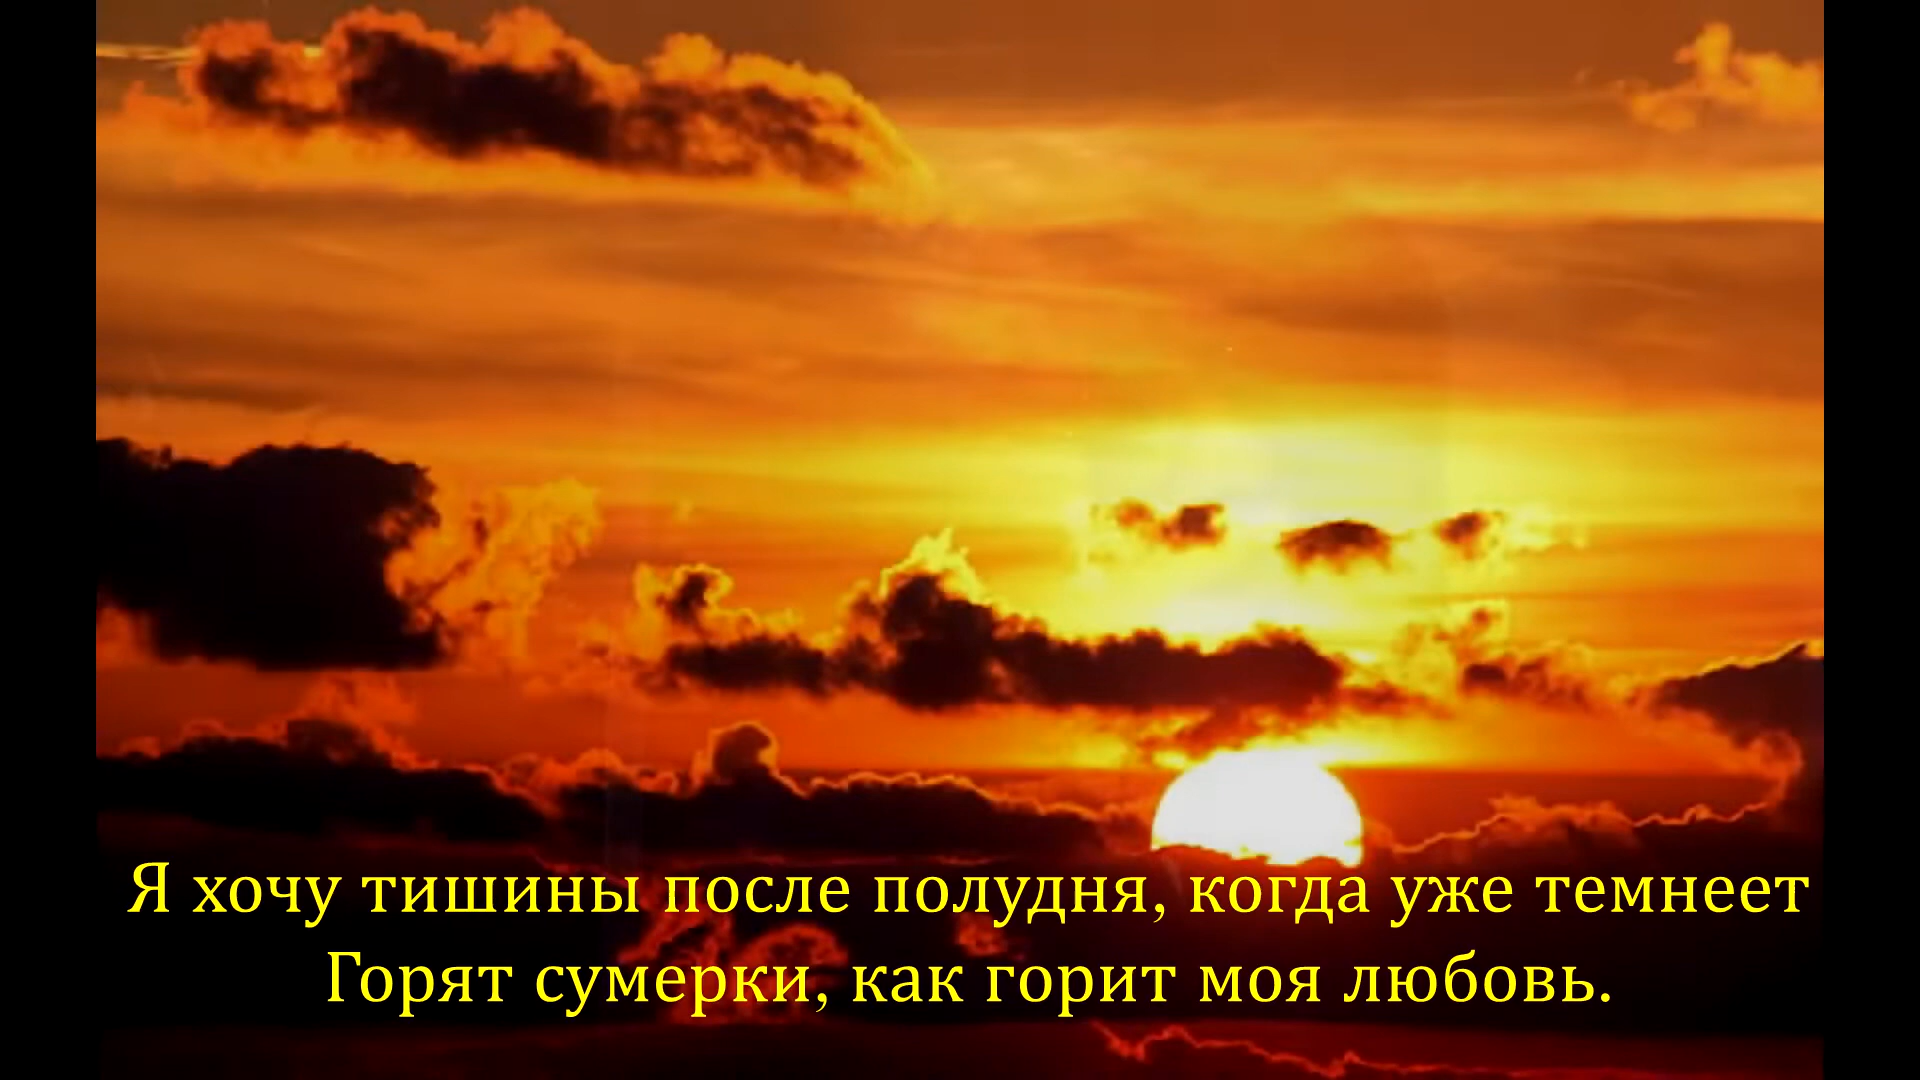 Я хочу тишины после полудня, когда уже темнеет
Горят сумерки, как горит моя любовь.